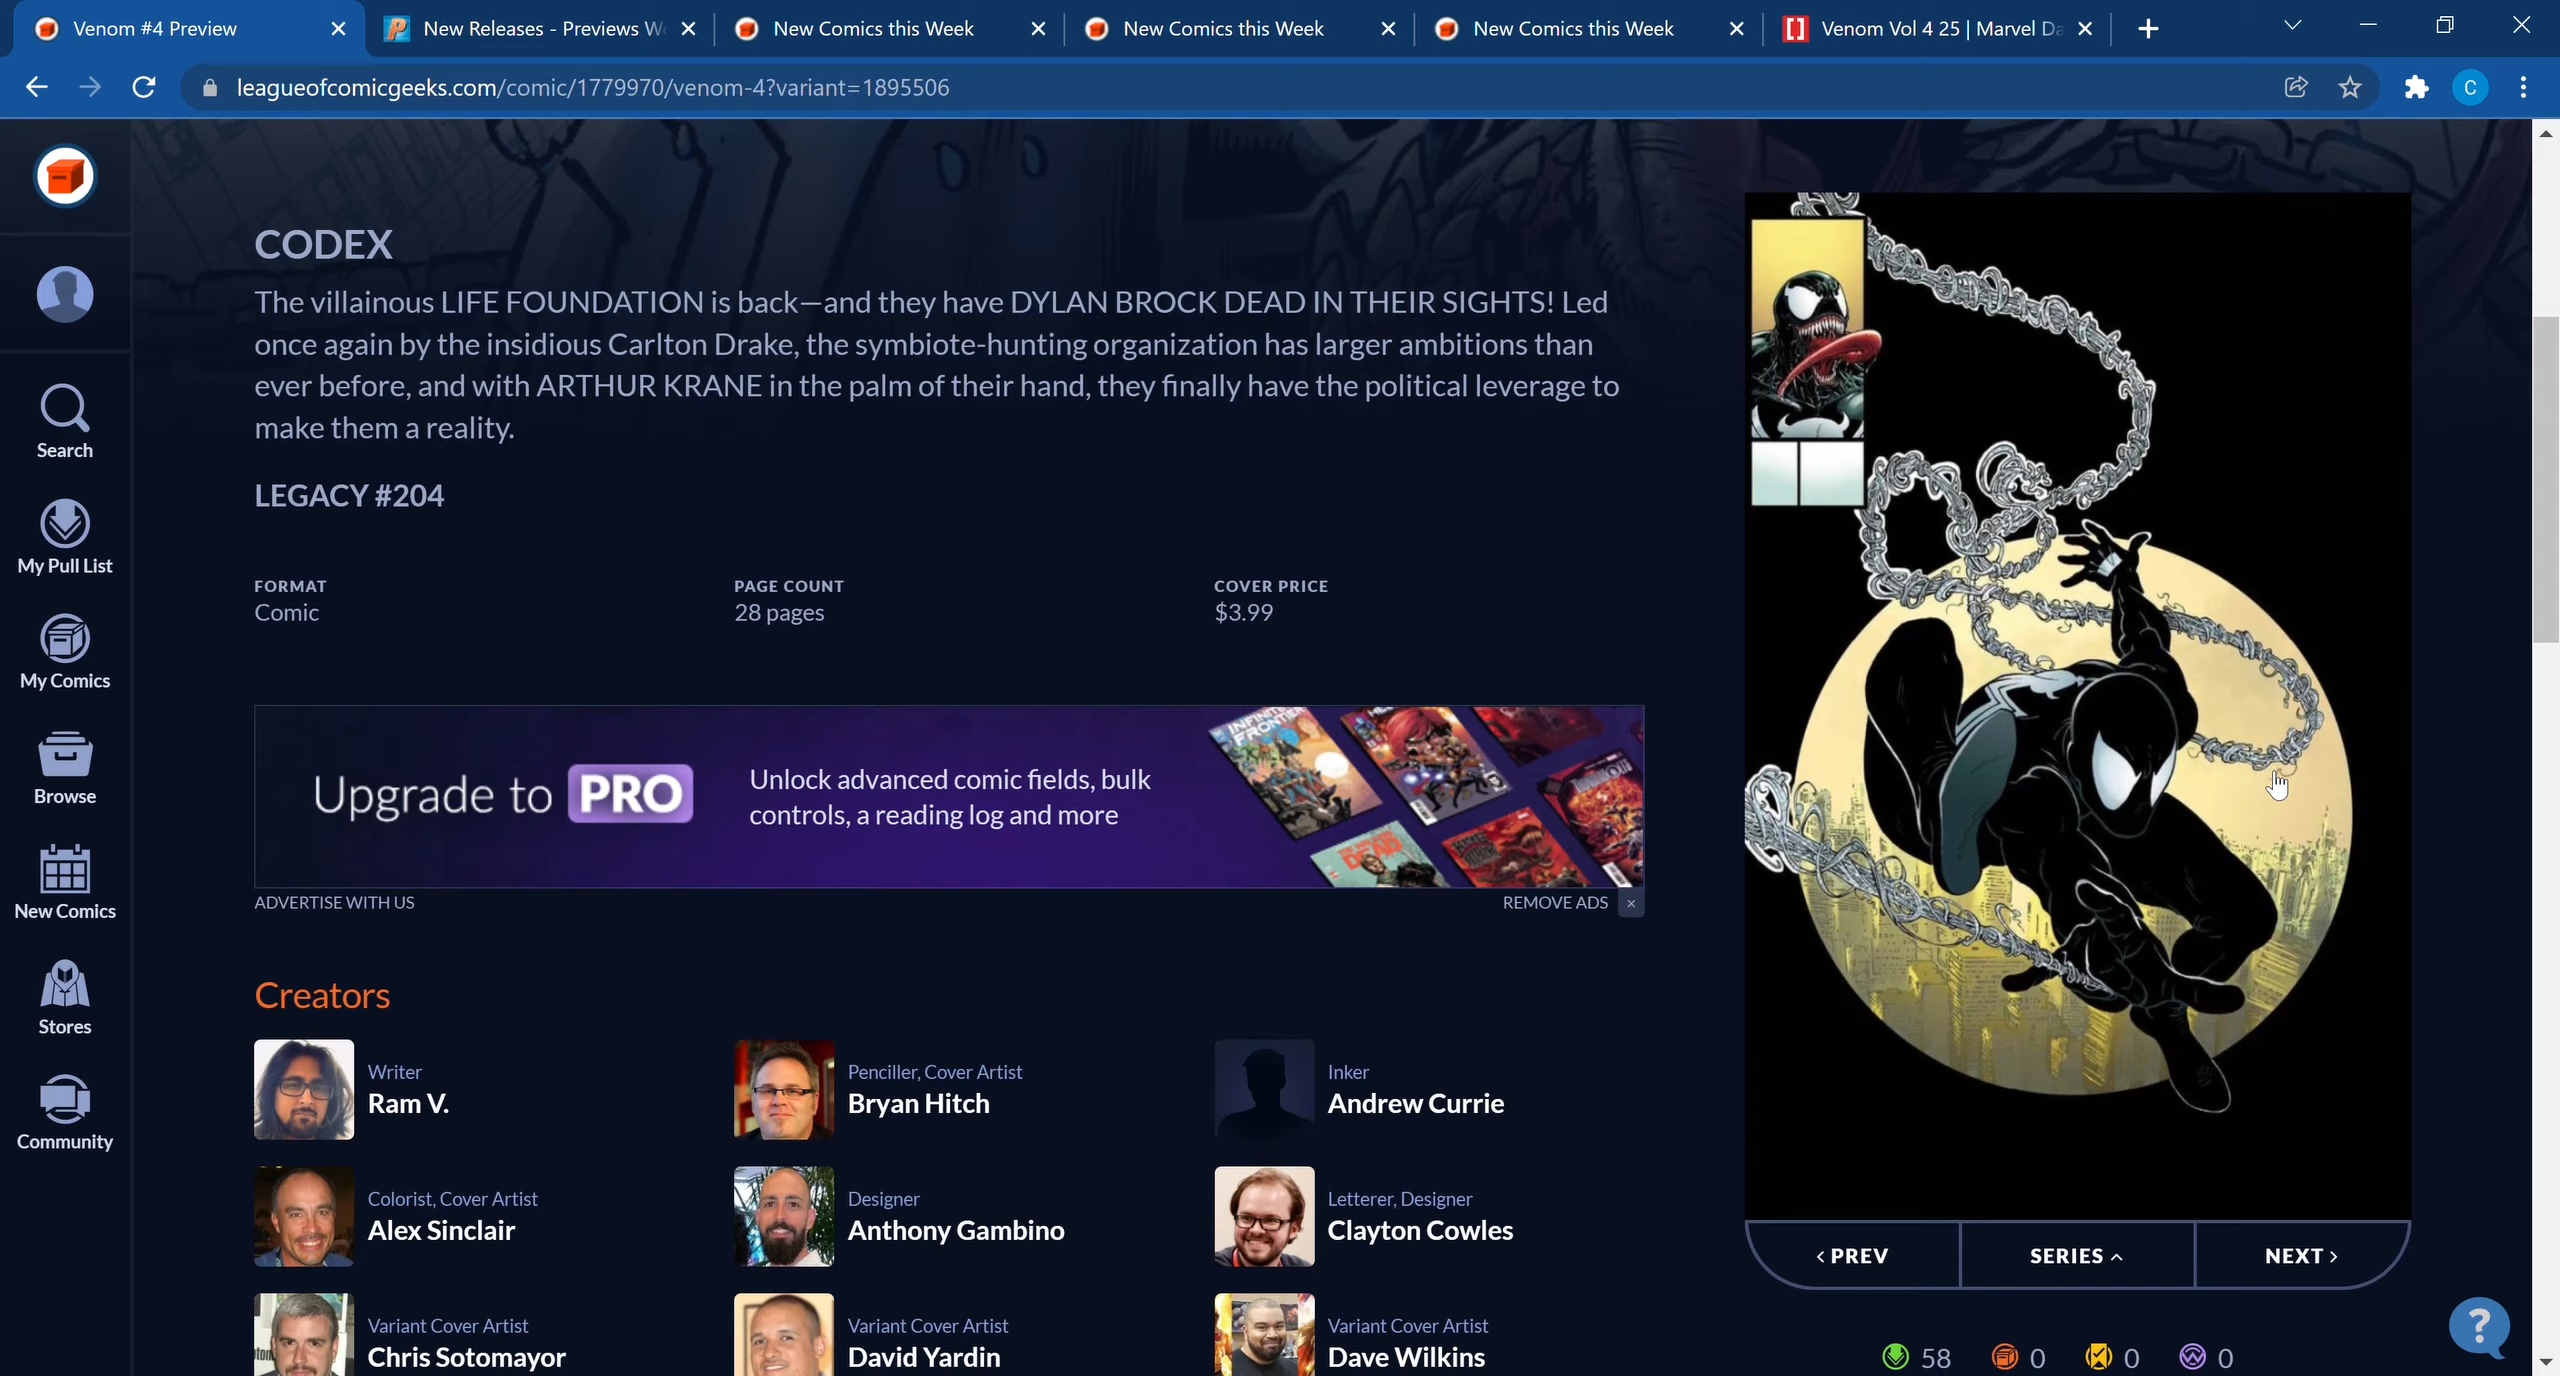 Venom #4 Preview
New Releases - Previews Wo
New Comics this Week
New Comics this Week
New Comics this Week
Venom Vol 4 25 | Marvel Da
leagueofcomicgeeks.com/comic/1779970/venom-4?variant=1895506
C
CODEX
The villainous LIFE FOUNDATION is back—and they have DYLAN BROCK DEAD IN THEIR SIGHTS! Led
once again by the insidious Carlton Drake, the symbiote-hunting organization has larger ambitions than
ever before, and with ARTHUR KRANE in the palm of their hand, they finally have the political leverage to
make them a reality.
LEGACY #204
Search
My Pull List
My Comics
Browse
New Comics
Stores
Community
FORMAT
Comic
PAGE COUNT
28 pages
COVER PRICE
$3.99
Upgrade to PRO
Unlock advanced comic fields, bulk
controls, a reading log and more
INFINITE
FRONTIER
DEAD
ADVERTISE WITH US
REMOVE ADS ×
Creators
Writer
Ram V.
Penciller, Cover Artist
Bryan Hitch
Inker
Andrew Currie
Colorist, Cover Artist
Alex Sinclair
Designer
Anthony Gambino
Letterer, Designer
Clayton Cowles
Variant Cover Artist
Chris Sotomayor
Variant Cover Artist
David Yardin
Variant Cover Artist
Dave Wilkins
‹ PREV
SERIES
NEXT ›
58
0
0
0
?